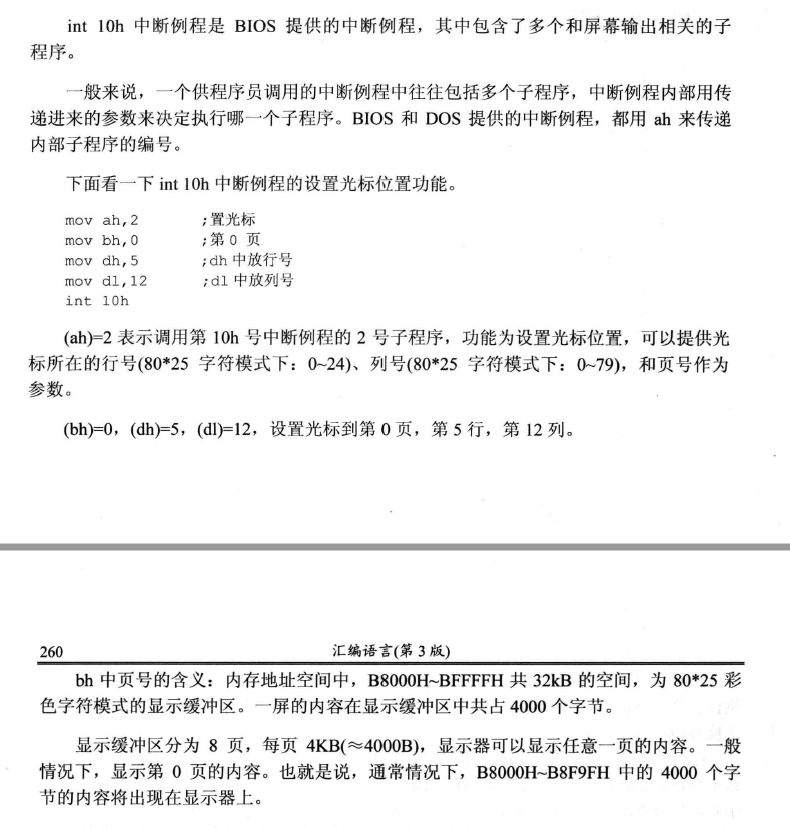 int 10h 中断例程是 BIOS 提供的中断例程，其中包含了多个和屏幕输出相关的子
程序。
一般来说，一个供程序员调用的中断例程中往往包括多个子程序，中断例程内部用传
递进来的参数来决定执行哪一个子程序。BIOS 和 DOS 提供的中断例程，都用 ah 来传递
内部子程序的编号。
下面看一下 int 10h 中断例程的设置光标位置功能。
mov ah,2 ;置光标
mov bh,0 ;第 0 页
mov dh,5 ;dh 中放行号
mov dl,12 ;dl 中放列号
int 10h
(ah)=2 表示调用第 10h 号中断例程的 2 号子程序，功能为设置光标位置，可以提供光
标所在的行号(80*25 字符模式下：0~24)、列号(80*25 字符模式下：0~79)，和页号作为
参数。
(bh)=0，(dh)=5，(dl)=12，设置光标到第 0 页，第 5 行，第 12 列。
260 汇编语言(第 3 版)
bh 中页号的含义：内存地址空间中，B8000H~BFFFFH 共 32kB 的空间，为 80*25 彩
色字符模式的显示缓冲区。一屏的内容在显示缓冲区中共占 4000 个字节。
显示缓冲区分为 8 页，每页 4KB(≈4000B)，显示器可以显示任意一页的内容。一般
情况下，显示第 0 页的内容。也就是说，通常情况下，B8000H~B8F9FH 中的 4000 个字
节的内容将出现在显示器上。